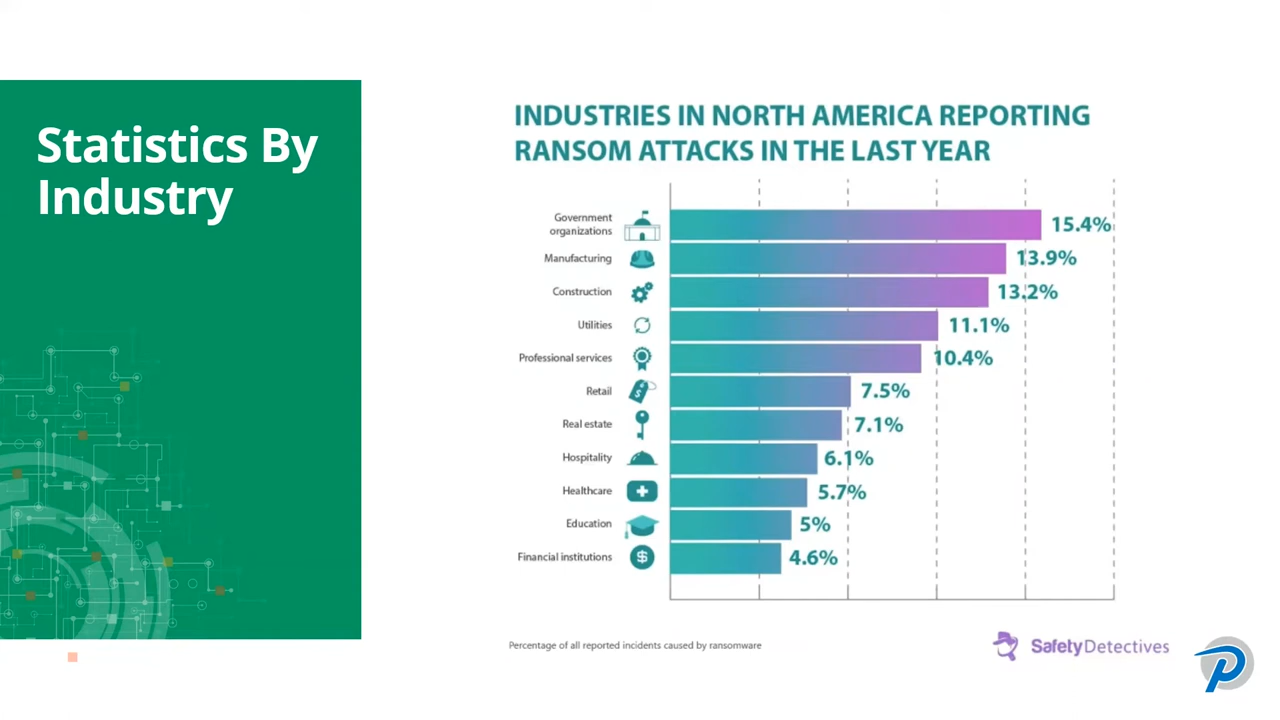 Statistics By
Industry
INDUSTRIES IN NORTH AMERICA REPORTING
RANSOM ATTACKS IN THE LAST YEAR
Government
organizations
15.4%
Manufacturing
13.9%
Construction
13.2%
Utilities
11.1%
Professional services
10.4%
Retail
7.5%
Real estate
7.1%
Hospitality
6.1%
Healthcare
5.7%
Education
5%
Financial institutions
4.6%
Percentage of all reported incidents caused by ransomware
SafetyDetectives